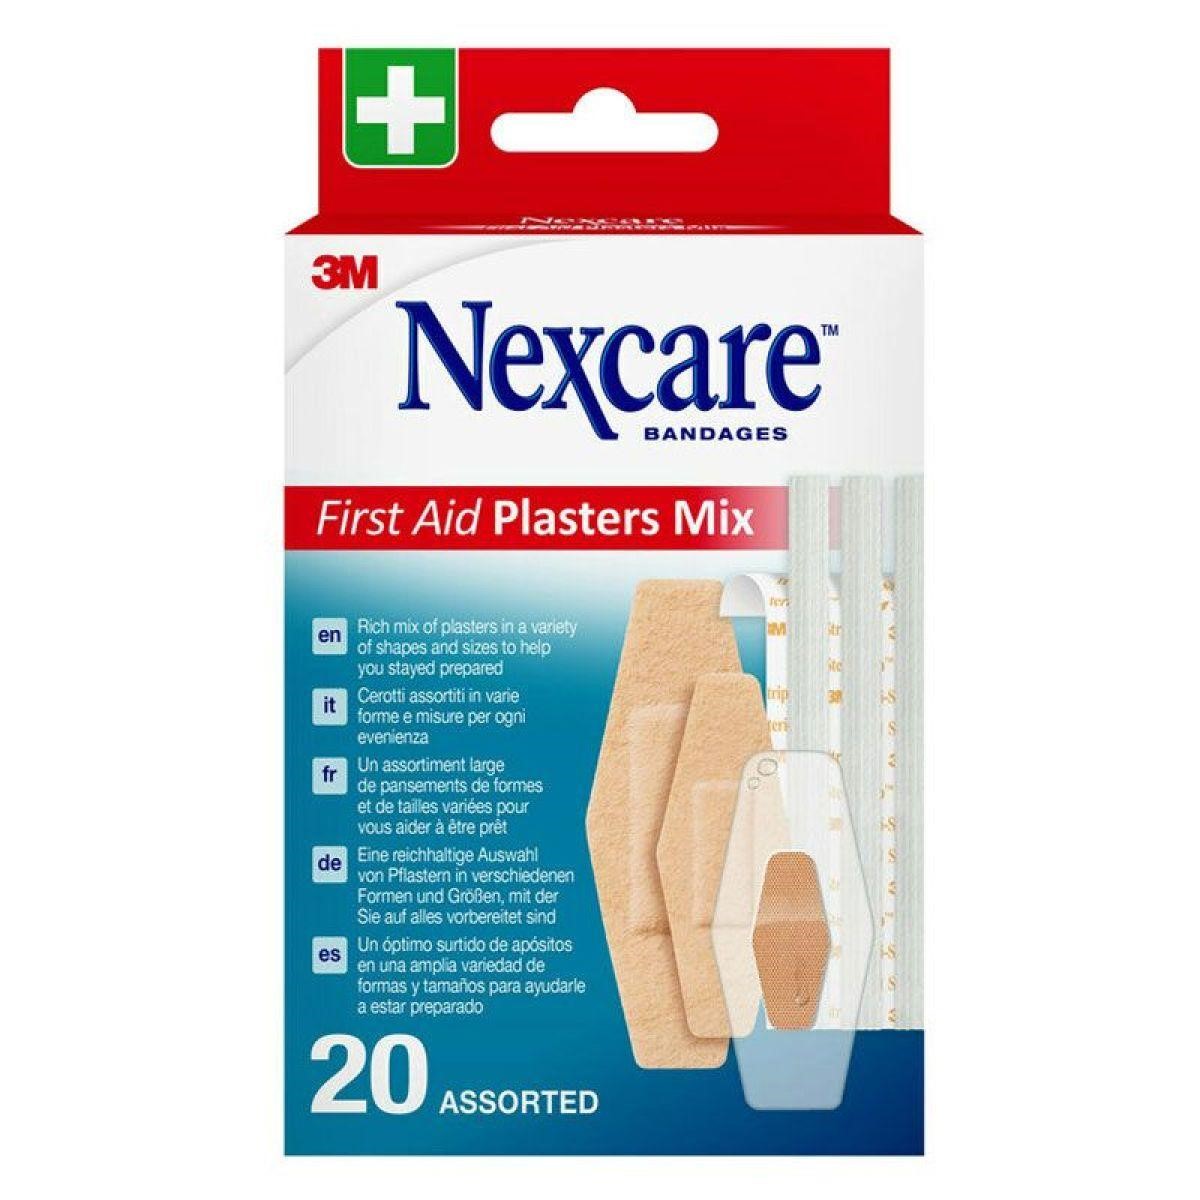 Nexcare
3M
Nexcare™
BANDAGES
First Aid Plasters Mix
en
Rich mix of plasters in a variety
of shapes and sizes to help
you stayed prepared
it
Cerotti assortiti in varie
forme e misure per ogni
evenienza
fr
Un assortiment large
de pansements de formes
et de tailles variées pour
vous aider à être prêt
de
Eine reichhaltige Auswahl
von Pflastern in verschiedenen
Formen und Größen, mit der
Sie auf alles vorbereitet sind
es
Un óptimo surtido de apósitos
en una amplia variedad de
formas y tamaños para ayudarle
a estar preparado
20 ASSORTED